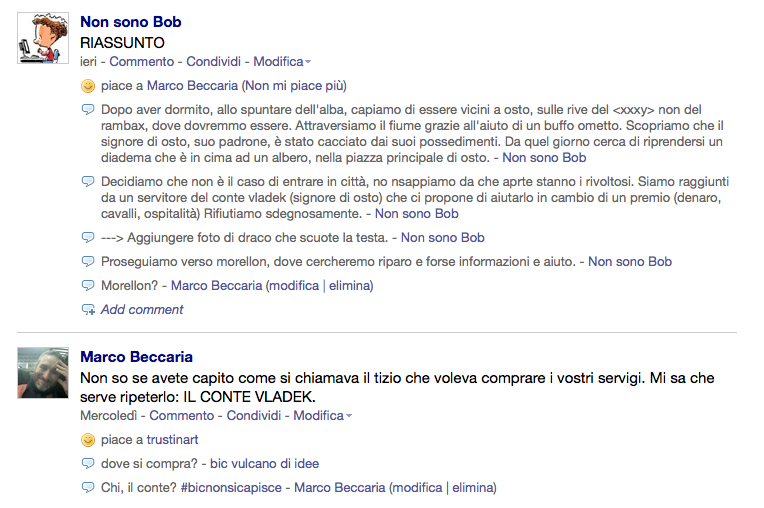 Non sono Bob
RIASSUNTO
ieri - Commento - Condividi - Modifica
piace a Marco Beccaria (Non mi piace più)
Dopo aver dormito, allo spuntare dell'alba, capiamo di essere vicini a osto, sulle rive del <xxxy> non del
rambax, dove dovremmo essere. Attraversiamo il fiume grazie all'aiuto di un buffo ometto. Scopriamo che il
signore di osto, suo padrone, è stato cacciato dai suoi possedimenti. Da quel giorno cerca di riprendersi un
diadema che è in cima ad un albero, nella piazza principale di osto. - Non sono Bob
Decidiamo che non è il caso di entrare in città, no nsappiamo da che aprte stanno i rivoltosi. Siamo raggiunti
da un servitore del conte vladek (signore di osto) che ci propone di aiutarlo in cambio di un premio (denaro,
cavalli, ospitalità) Rifiutiamo sdegnosamente. - Non sono Bob
---> Aggiungere foto di draco che scuote la testa. - Non sono Bob
Proseguiamo verso morellon, dove cercheremo riparo e forse informazioni e aiuto. - Non sono Bob
Morellon? - Marco Beccaria (modifica | elimina)
Add comment
Marco Beccaria
Non so se avete capito come si chiamava il tizio che voleva comprare i vostri servigi. Mi sa che
serve ripeterlo: IL CONTE VLADEK.
Mercoledì - Commento - Condividi - Modifica
piace a trustinart
dove si compra? - bic vulcano di idee
Chi, il conte? #bicnonsicapisce - Marco Beccaria (modifica | elimina)